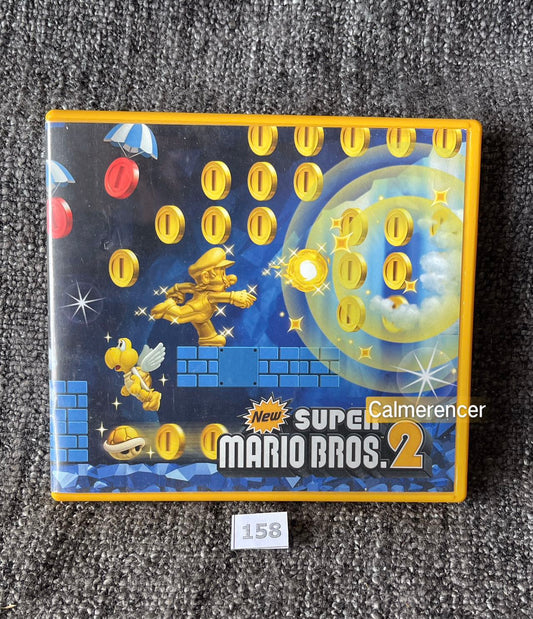 New SUPER
MARIO BROS. 2
Calmerencer
158